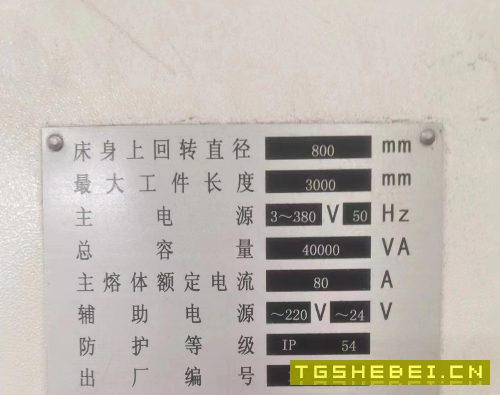 床身上回转直径 800 mm
最大工件长度 3000 mm
主电源 3～380 V 50 Hz
总容量 40000 VA
主熔体额定电流 80 A
辅助电源 ～220 V ～24 V
防护等级 IP 54
出厂编号
TGSHEBEI.CN